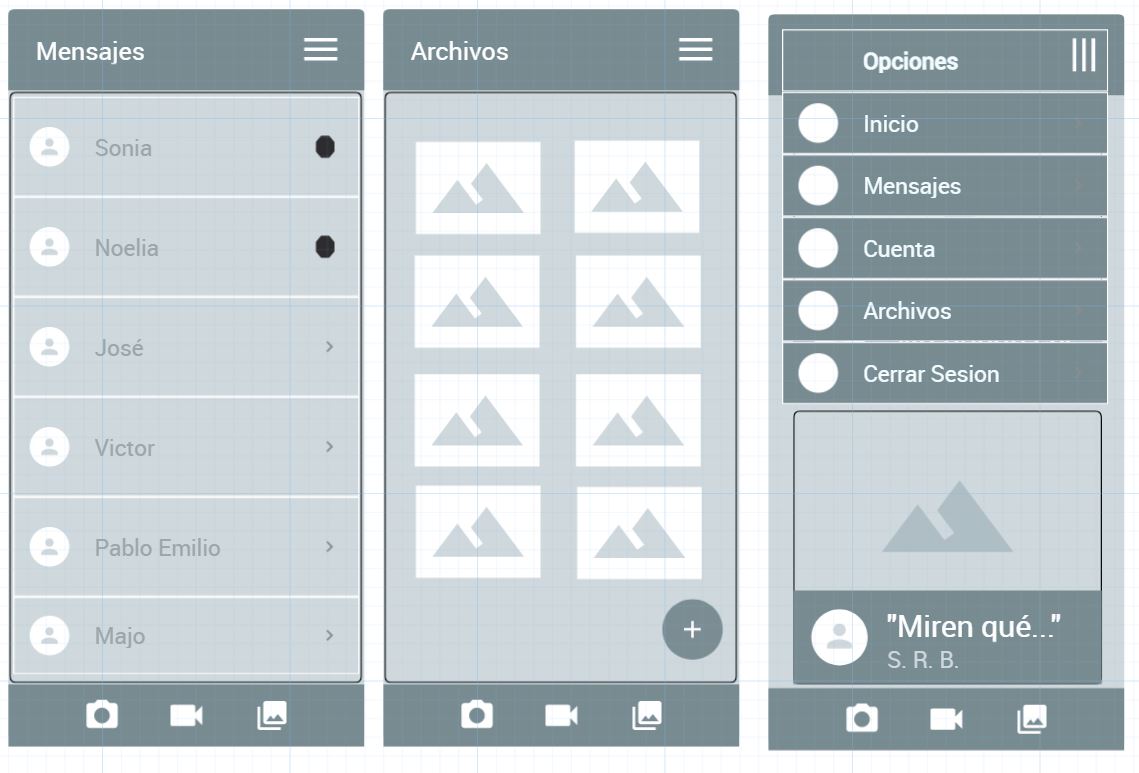 Mensajes
Sonia
Noelia
José
Victor
Pablo Emilio
Majo
Archivos
Opciones
Inicio
Mensajes
Cuenta
Archivos
Cerrar Sesion
"Miren qué..."
S. R. B.